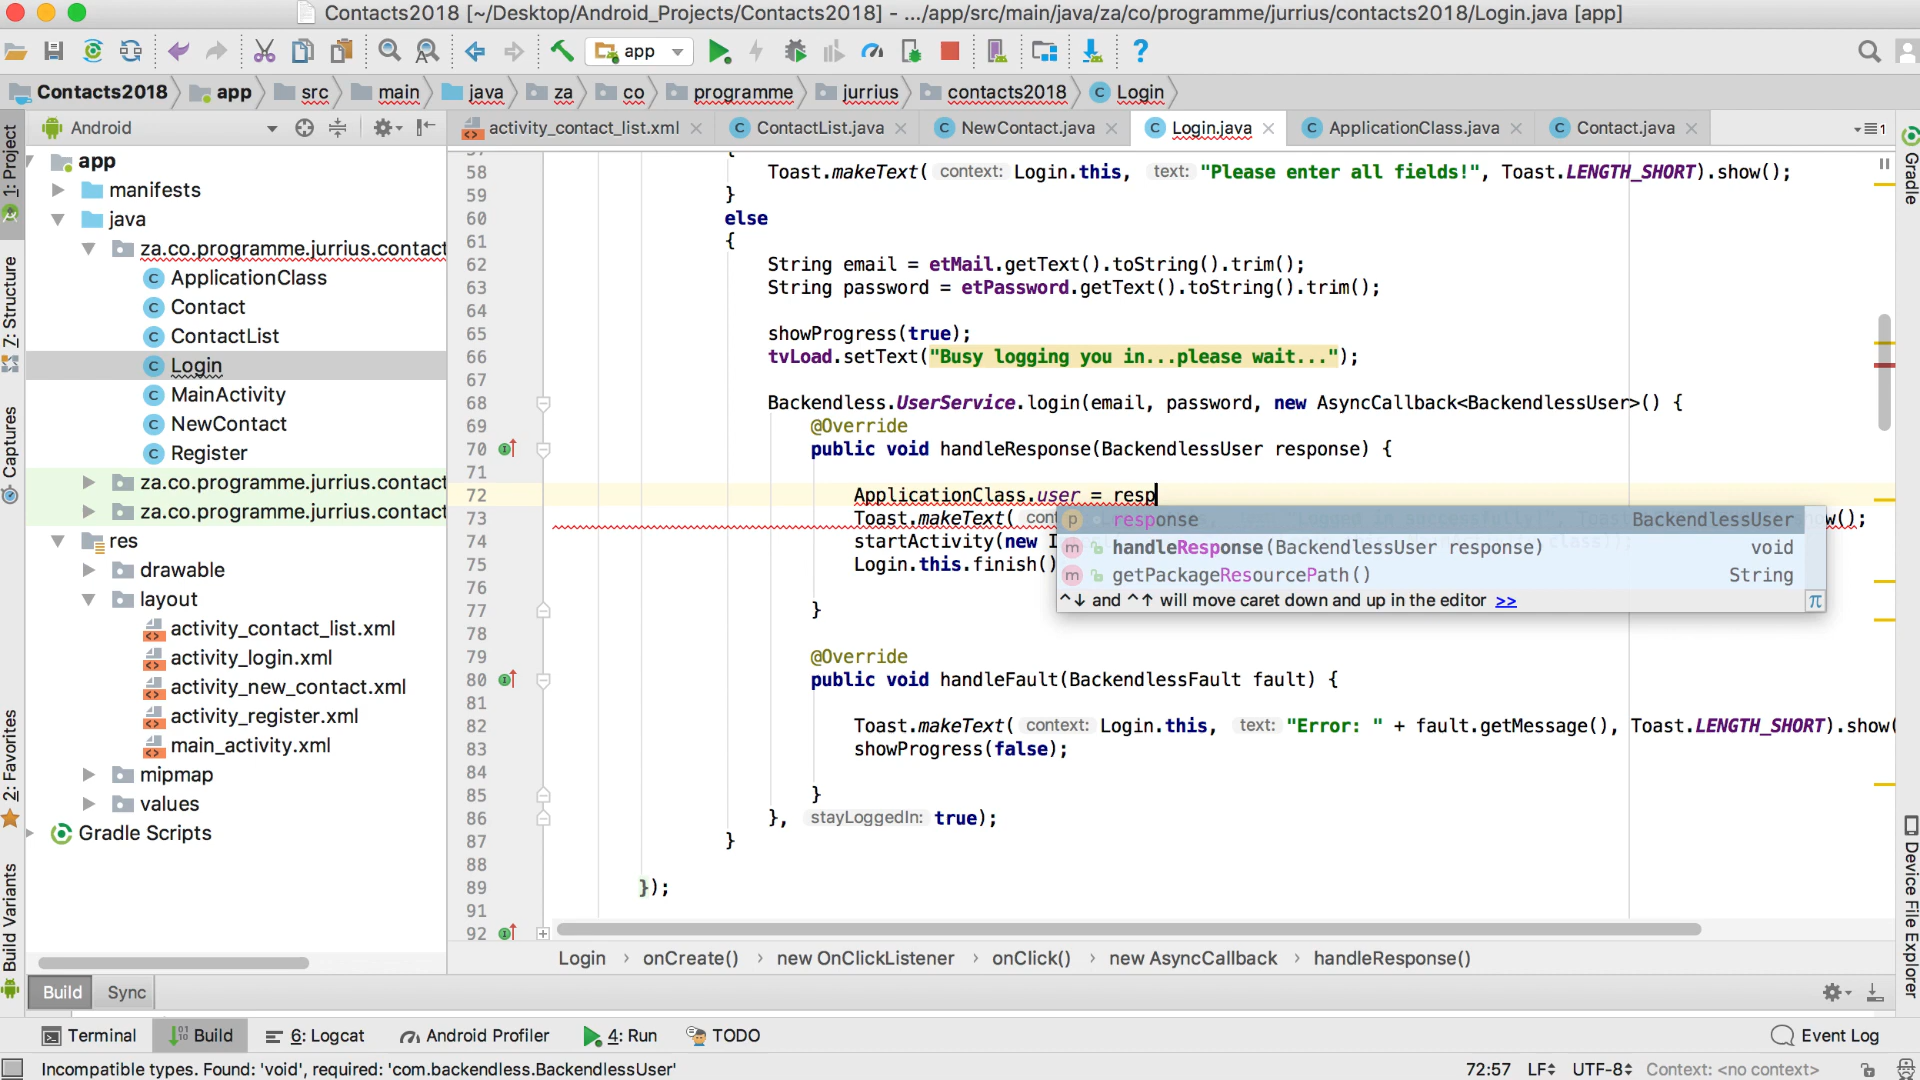 Contacts2018 [~/Desktop/Android_Projects/Contacts2018] - .../app/src/main/java/za/co/programme/jurrius/contacts2018/Login.java [app]
app
Contacts2018 app src main java za co programme jurrius contacts2018 Login
Android
activity_contact_list.xml ContactList.java NewContact.java Login.java ApplicationClass.java Contact.java
1
1: Project
Z: Structure
Captures
2: Favorites
Build Variants
app
manifests
java
za.co.programme.jurrius.contact
ApplicationClass
Contact
ContactList
Login
MainActivity
NewContact
Register
za.co.programme.jurrius.contact
za.co.programme.jurrius.contact
res
drawable
layout
activity_contact_list.xml
activity_login.xml
activity_new_contact.xml
activity_register.xml
main_activity.xml
mipmap
values
Gradle Scripts
{
58 Toast.makeText( context: Login.this, text: "Please enter all fields!", Toast.LENGTH_SHORT).show();
59 }
60 else
61 {
62 String email = etMail.getText().toString().trim();
63 String password = etPassword.getText().toString().trim();
64
65 showProgress(true);
66 tvLoad.setText("Busy logging you in...please wait...");
67
68 Backendless.UserService.login(email, password, new AsyncCallback<BackendlessUser>() {
69 @Override
70 public void handleResponse(BackendlessUser response) {
71
72 ApplicationClass.user = resp
73 Toast.makeText( cont w();
74 startActivity(new I
75 Login.this.finish()
76
77 }
78
79 @Override
80 public void handleFault(BackendlessFault fault) {
81
82 Toast.makeText( context: Login.this, text: "Error: " + fault.getMessage(), Toast.LENGTH_SHORT).show(
83 showProgress(false);
84
85 }
86 }, stayLoggedIn: true);
87 }
88
89 });
91
92
response BackendlessUser
handleResponse(BackendlessUser response) void
getPackageResourcePath() String
^↓ and ^↑ will move caret down and up in the editor >>
π
Gradle
Device File Explorer
Login › onCreate() › new OnClickListener › onClick() › new AsyncCallback › handleResponse()
Build Sync
Terminal Build 6: Logcat Android Profiler 4: Run TODO Event Log
Incompatible types. Found: 'void', required: 'com.backendless.BackendlessUser' 72:57 LF UTF-8 Context: <no context>